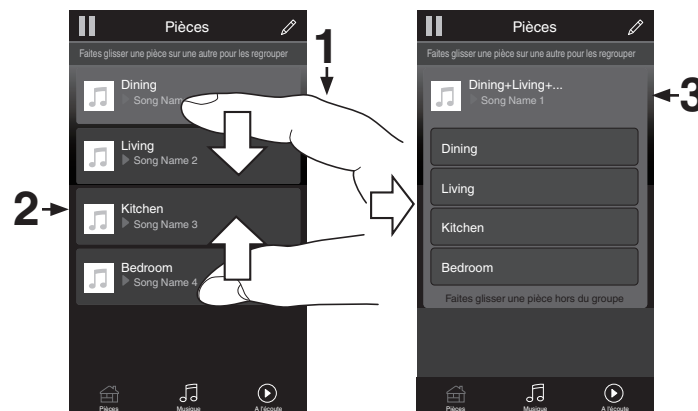 Pièces
Faites glisser une pièce sur une autre pour les regrouper
1
Dining
Song Nam
Living
Song Name 2
2
Kitchen
Song Name 3
Bedroom
Song Name 4
Pièces
Musique
A l'écoute
Pièces
Faites glisser une pièce sur une autre pour les regrouper
Dining+Living+...
Song Name 1
3
Dining
Living
Kitchen
Bedroom
Faites glisser une pièce hors du groupe
Pièces
Musique
A l'écoute